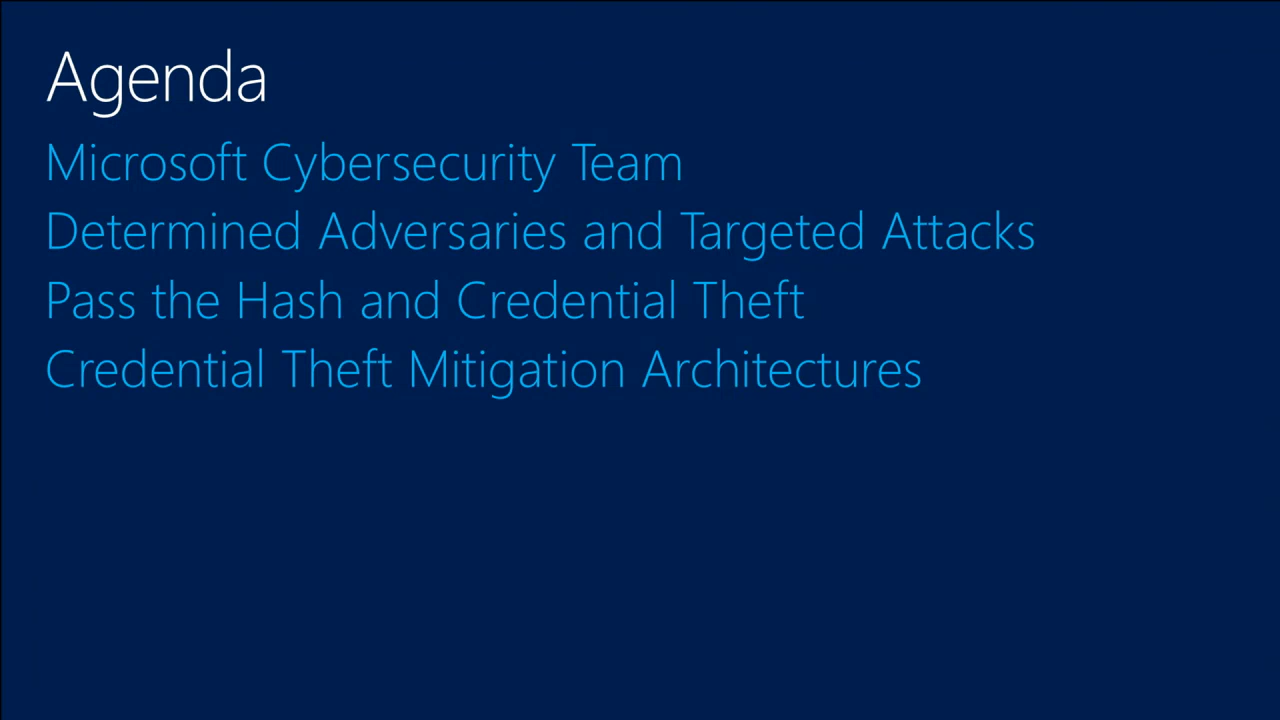 Agenda
Microsoft Cybersecurity Team
Determined Adversaries and Targeted Attacks
Pass the Hash and Credential Theft
Credential Theft Mitigation Architectures